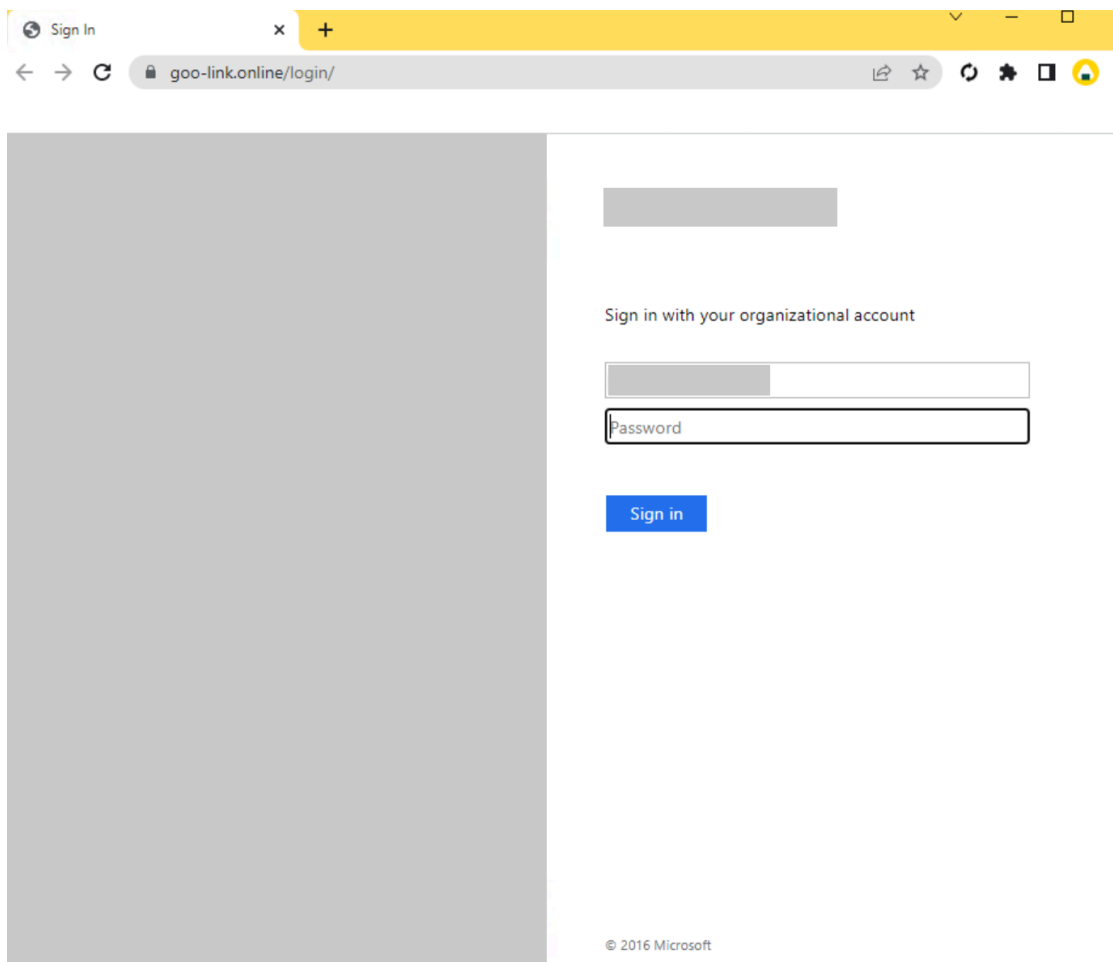 Sign In
goo-link.online/login/
Sign in with your organizational account
Password
Sign in
© 2016 Microsoft